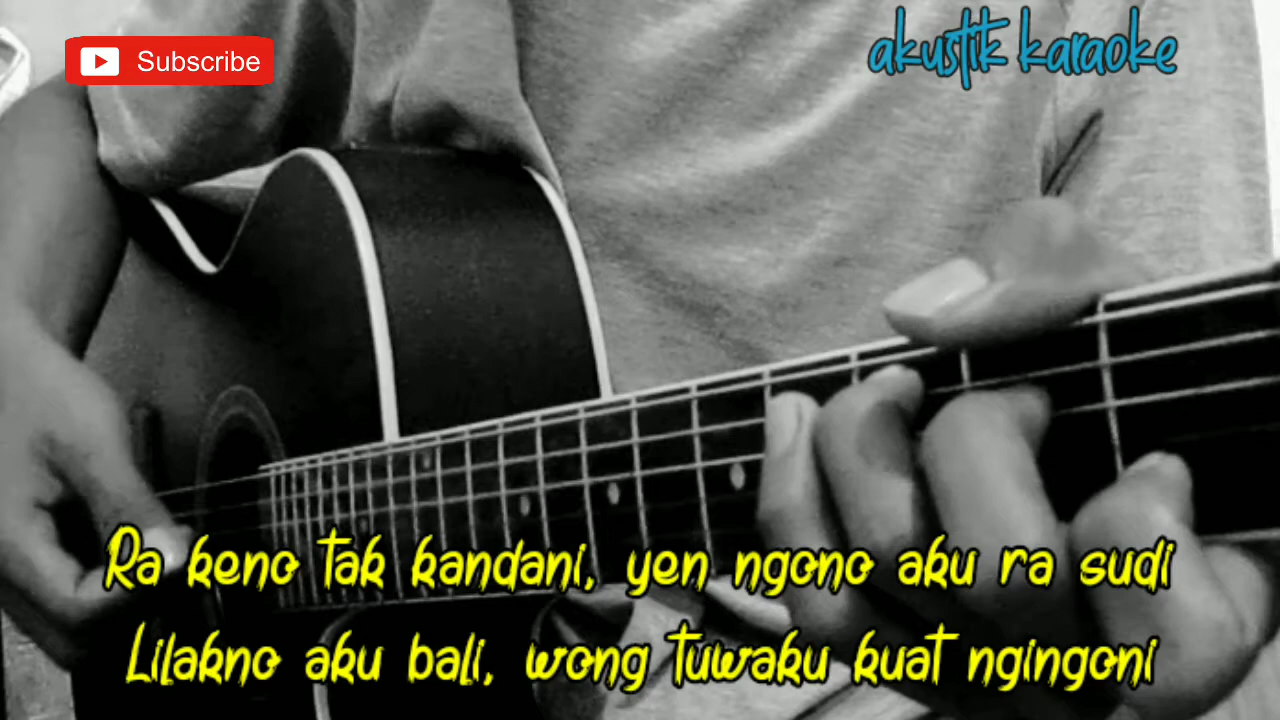 Subscribe
akustik karaoke
Ra keno tak kandani, yen ngono aku ra sudi
Lilakno aku bali, wong tuwaku kuat ngingoni